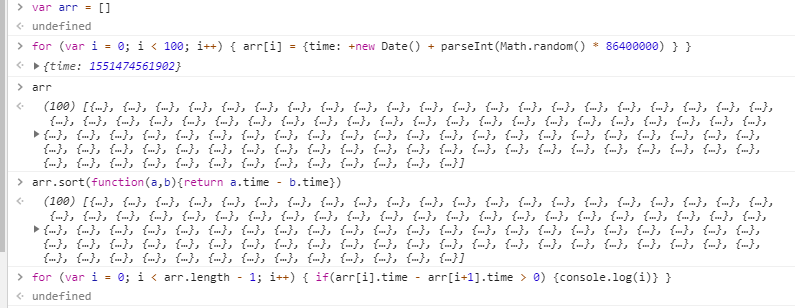 > var arr = []
<· undefined
> for (var i = 0; i < 100; i++) { arr[i] = {time: +new Date() + parseInt(Math.random() * 86400000) } }
<· ▶{time: 1551474561902}
> arr
<· (100) [{…}, {…}, {…}, {…}, {…}, {…}, {…}, {…}, {…}, {…}, {…}, {…}, {…}, {…}, {…}, {…}, {…}, {…}, {…}, {…}, {…},
{…}, {…}, {…}, {…}, {…}, {…}, {…}, {…}, {…}, {…}, {…}, {…}, {…}, {…}, {…}, {…}, {…}, {…}, {…}, {…}, {…}, {…},
▶{…}, {…}, {…}, {…}, {…}, {…}, {…}, {…}, {…}, {…}, {…}, {…}, {…}, {…}, {…}, {…}, {…}, {…}, {…}, {…}, {…}, {…},
{…}, {…}, {…}, {…}, {…}, {…}, {…}, {…}, {…}, {…}, {…}, {…}, {…}, {…}, {…}, {…}, {…}, {…}, {…}, {…}, {…}, {…},
{…}, {…}, {…}, {…}, {…}, {…}, {…}, {…}, {…}, {…}, {…}, {…}, {…}]
> arr.sort(function(a,b){return a.time - b.time})
<· (100) [{…}, {…}, {…}, {…}, {…}, {…}, {…}, {…}, {…}, {…}, {…}, {…}, {…}, {…}, {…}, {…}, {…}, {…}, {…}, {…}, {…},
{…}, {…}, {…}, {…}, {…}, {…}, {…}, {…}, {…}, {…}, {…}, {…}, {…}, {…}, {…}, {…}, {…}, {…}, {…}, {…}, {…}, {…},
▶{…}, {…}, {…}, {…}, {…}, {…}, {…}, {…}, {…}, {…}, {…}, {…}, {…}, {…}, {…}, {…}, {…}, {…}, {…}, {…}, {…}, {…},
{…}, {…}, {…}, {…}, {…}, {…}, {…}, {…}, {…}, {…}, {…}, {…}, {…}, {…}, {…}, {…}, {…}, {…}, {…}, {…}, {…}, {…},
{…}, {…}, {…}, {…}, {…}, {…}, {…}, {…}, {…}, {…}, {…}, {…}, {…}]
> for (var i = 0; i < arr.length - 1; i++) { if(arr[i].time - arr[i+1].time > 0) {console.log(i)} }
<· undefined